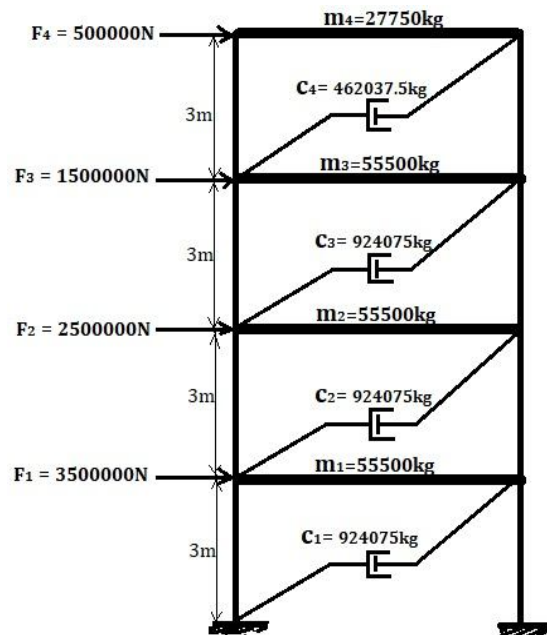 m₄=27750kg
F₄ = 500000N
c₄= 462037.5kg
3m
m₃=55500kg
F₃ = 1500000N
c₃= 924075kg
3m
m₂=55500kg
F₂ = 2500000N
c₂= 924075kg
3m
m₁=55500kg
F₁ = 3500000N
c₁= 924075kg
3m